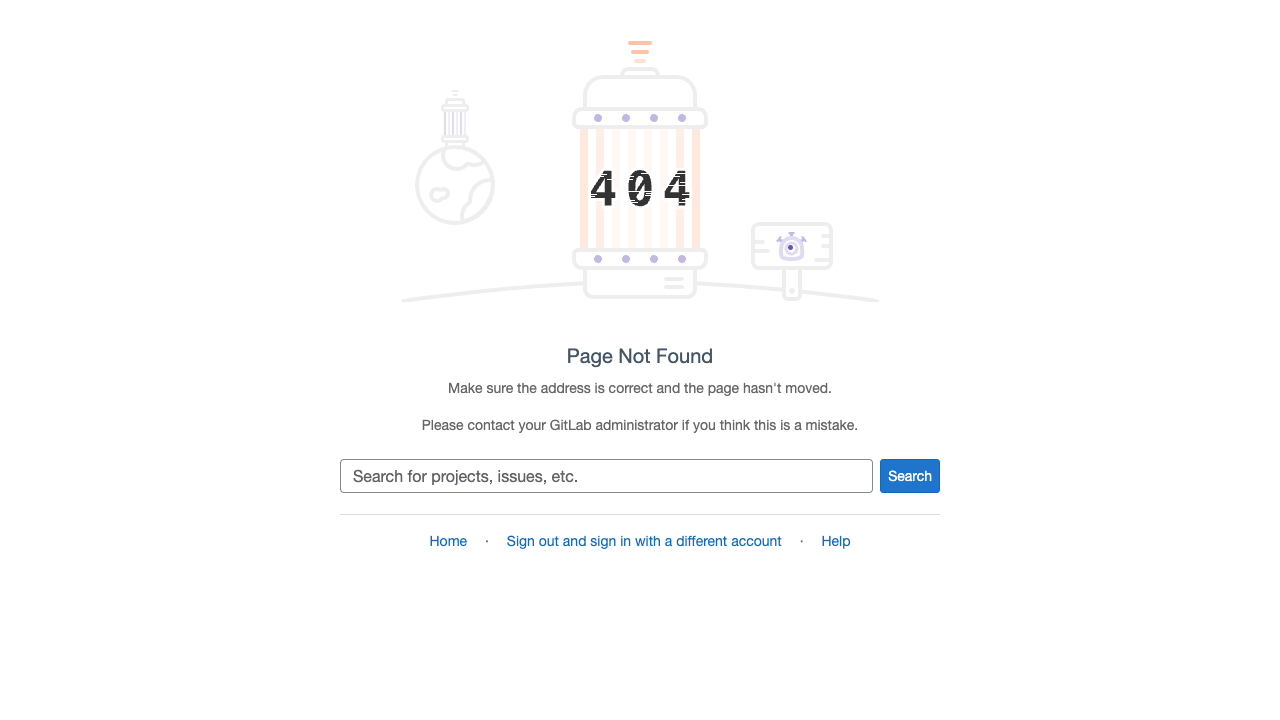 404
Page Not Found
Make sure the address is correct and the page hasn't moved.
Please contact your GitLab administrator if you think this is a mistake.
Search for projects, issues, etc.
Search
Home · Sign out and sign in with a different account · Help